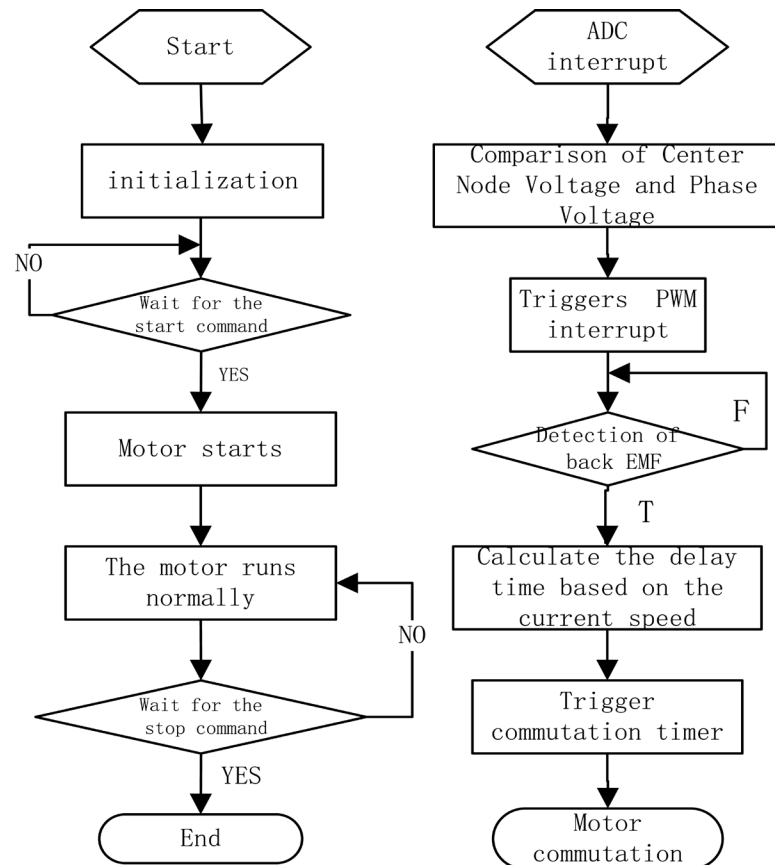 Start
initialization
NO
Wait for the
start command
YES
Motor starts
The motor runs
normally
NO
Wait for the
stop command
YES
End
ADC
interrupt
Comparison of Center
Node Voltage and Phase
Voltage
Triggers PWM
interrupt
F
Detection of
back EMF
T
Calculate the delay
time based on the
current speed
Trigger
commutation timer
Motor
commutation